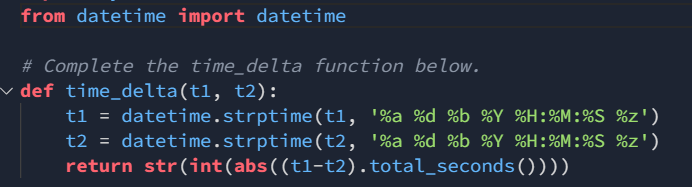 from datetime import datetime
# Complete the time_delta function below.
def time_delta(t1, t2):
    t1 = datetime.strptime(t1, '%a %d %b %Y %H:%M:%S %z')
    t2 = datetime.strptime(t2, '%a %d %b %Y %H:%M:%S %z')
    return str(int(abs((t1-t2).total_seconds())))